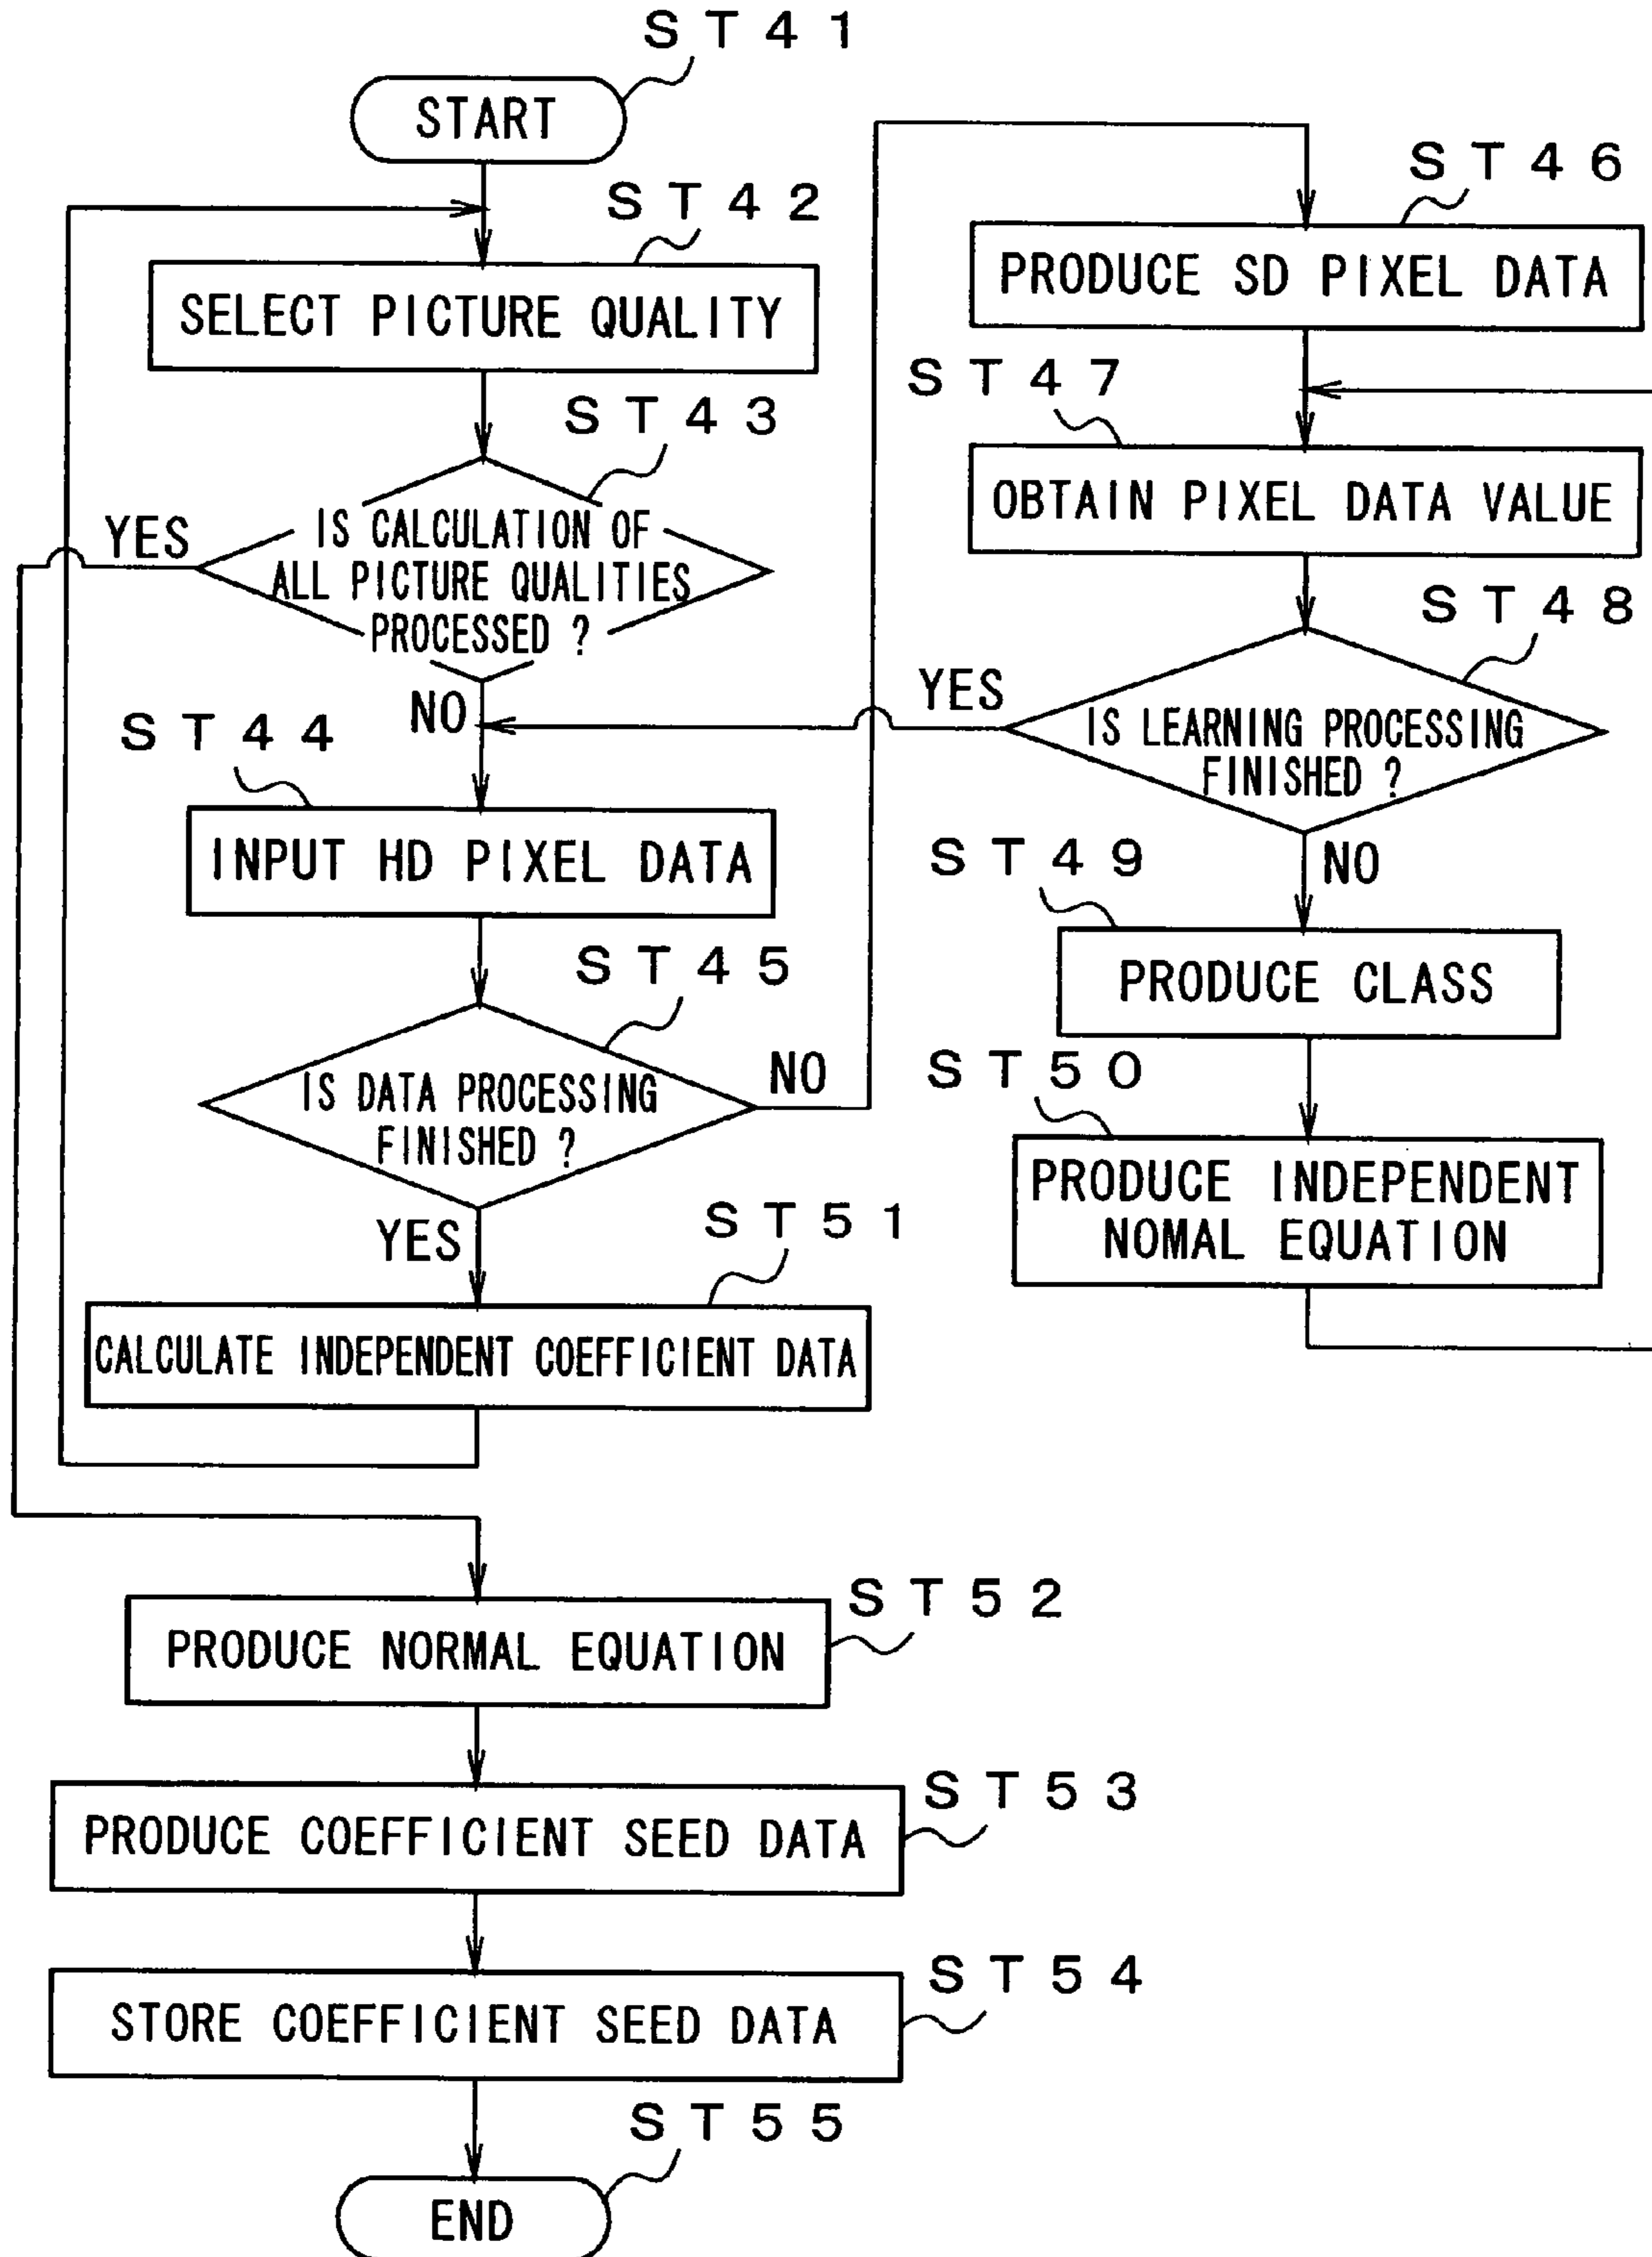 ST41
START
ST42
SELECT PICTURE QUALITY
ST43
YES
IS CALCULATION OF
ALL PICTURE QUALITIES
PROCESSED ?
NO
ST44
INPUT HD PIXEL DATA
ST45
IS DATA PROCESSING
FINISHED ?
NO
YES
ST51
CALCULATE INDEPENDENT COEFFICIENT DATA
ST46
PRODUCE SD PIXEL DATA
ST47
OBTAIN PIXEL DATA VALUE
ST48
YES
IS LEARNING PROCESSING
FINISHED ?
NO
ST49
PRODUCE CLASS
ST50
PRODUCE INDEPENDENT
NOMAL EQUATION
ST52
PRODUCE NORMAL EQUATION
ST53
PRODUCE COEFFICIENT SEED DATA
ST54
STORE COEFFICIENT SEED DATA
ST55
END